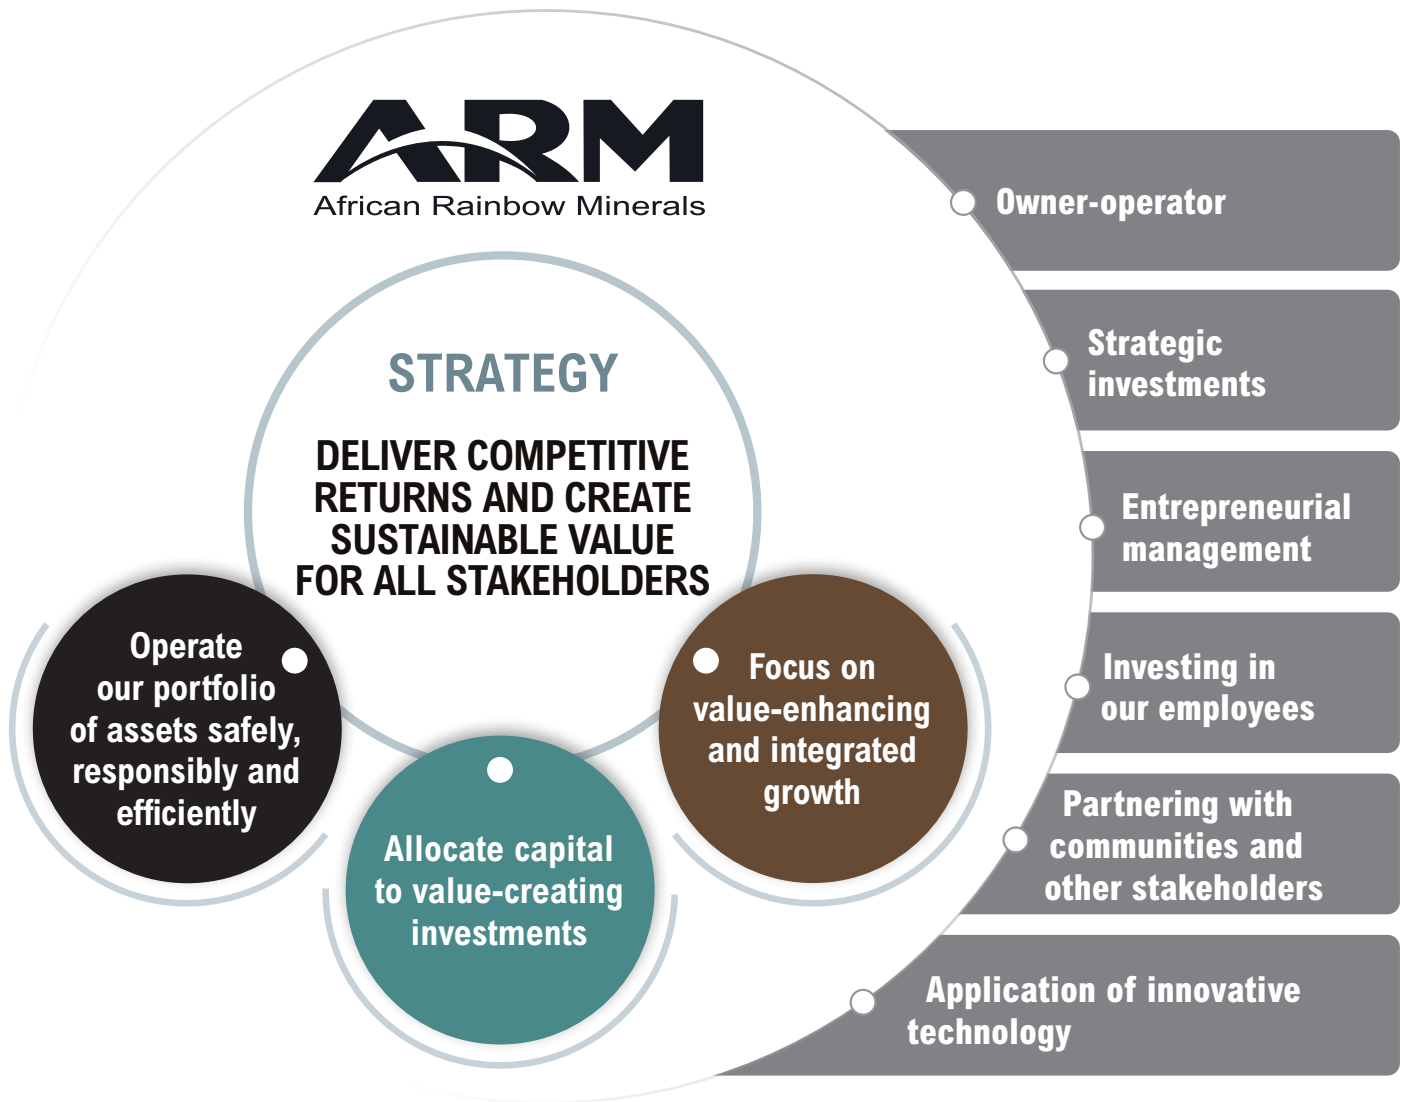 ARM
African Rainbow Minerals
STRATEGY
DELIVER COMPETITIVE
RETURNS AND CREATE
SUSTAINABLE VALUE
FOR ALL STAKEHOLDERS
Operate
our portfolio
of assets safely,
responsibly and
efficiently
Allocate capital
to value-creating
investments
Focus on
value-enhancing
and integrated
growth
Owner-operator
Strategic
investments
Entrepreneurial
management
Investing in
our employees
Partnering with
communities and
other stakeholders
Application of innovative
technology